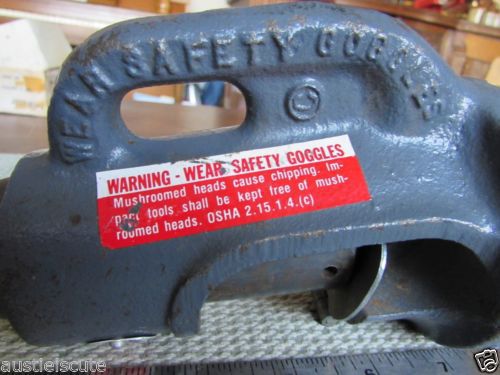 WEAR SAFETY GOGGLES
WARNING - WEAR SAFETY GOGGLES
Mushroomed heads cause chipping. Im-
pact tools shall be kept free of mush-
roomed heads. OSHA 2.15.1.4.(c)
austieiscute